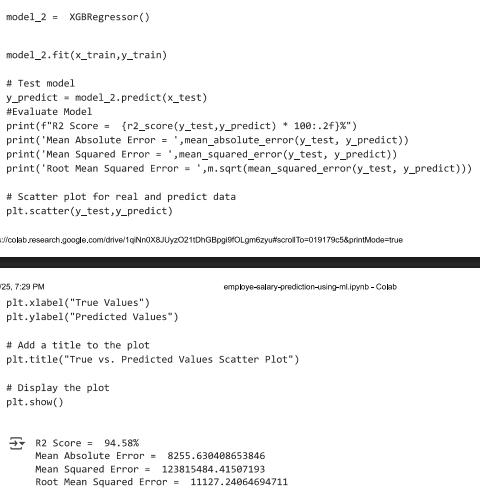 model_2 =  XGBRegressor()
model_2.fit(x_train,y_train)
# Test model
y_predict = model_2.predict(x_test)
#Evaluate Model
print(f"R2 Score =  {r2_score(y_test,y_predict) * 100:.2f}%")
print('Mean Absolute Error = ',mean_absolute_error(y_test, y_predict))
print('Mean Squared Error = ',mean_squared_error(y_test, y_predict))
print('Root Mean Squared Error = ',m.sqrt(mean_squared_error(y_test, y_predict)))
# Scatter plot for real and predict data
plt.scatter(y_test,y_predict)
s://colab.research.google.com/drive/1qiNn0X8JUyzO21tDhGBpgi9fOLgm6zyu#scrollTo=019179c5&printMode=true
/25, 7:29 PM employe-salary-prediction-using-ml.ipynb - Colab
plt.xlabel("True Values")
plt.ylabel("Predicted Values")
# Add a title to the plot
plt.title("True vs. Predicted Values Scatter Plot")
# Display the plot
plt.show()
R2 Score =  94.58%
Mean Absolute Error =  8255.630408653846
Mean Squared Error =  123815484.41507193
Root Mean Squared Error =  11127.24064694711